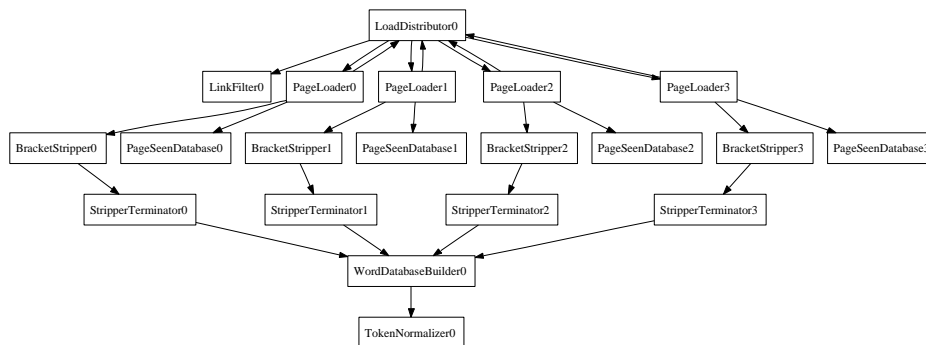 LoadDistributor0
LinkFilter0
PageLoader0
PageLoader1
PageLoader2
PageLoader3
BracketStripper0
PageSeenDatabase0
BracketStripper1
PageSeenDatabase1
BracketStripper2
PageSeenDatabase2
BracketStripper3
PageSeenDatabase3
StripperTerminator0
StripperTerminator1
StripperTerminator2
StripperTerminator3
WordDatabaseBuilder0
TokenNormalizer0